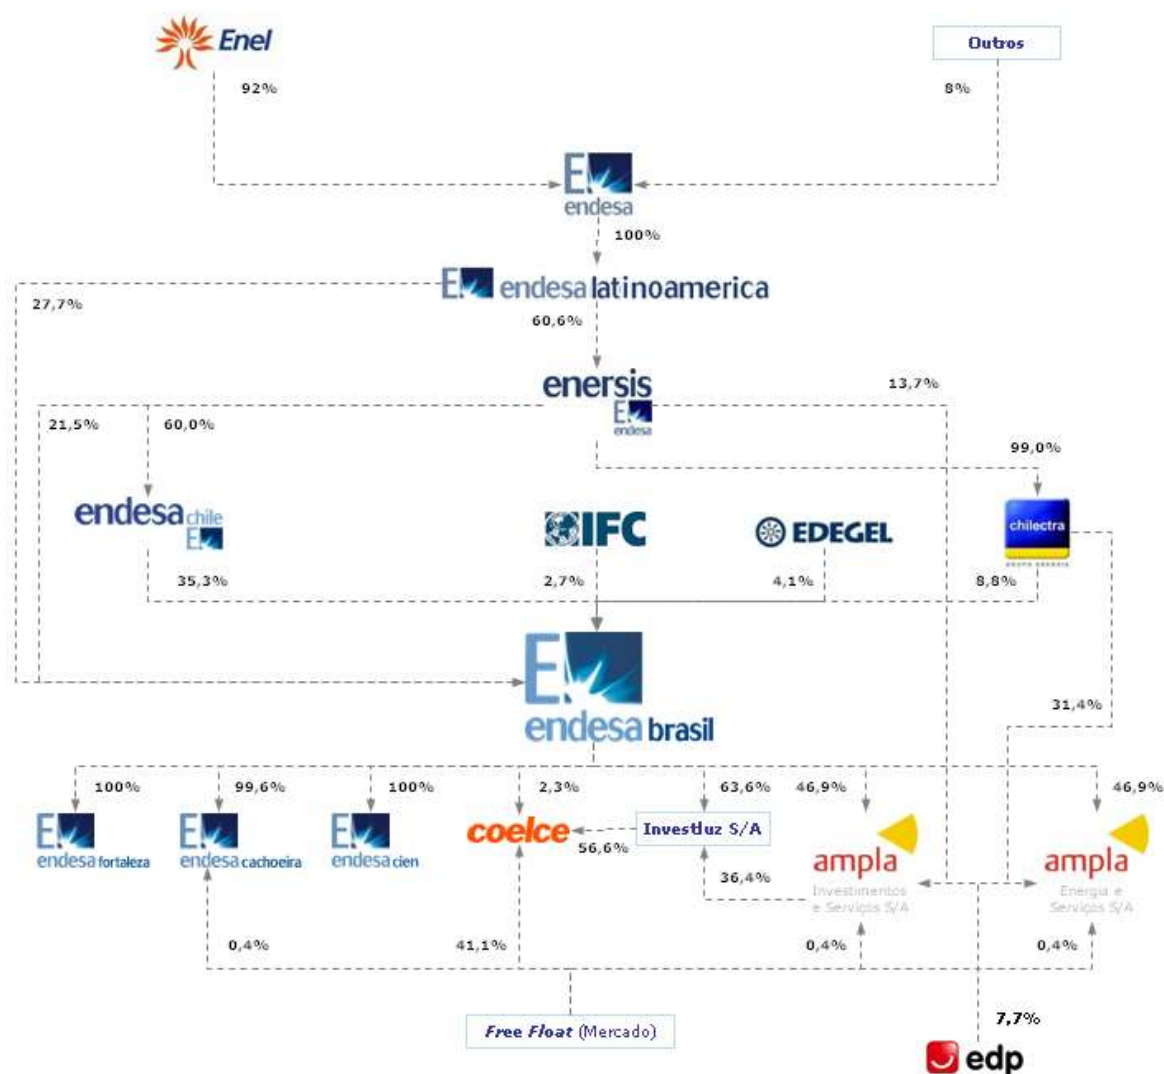 Enel
Outros
92%
8%
E.
endesa
100%
E. endesa latinoamerica
27,7%
60,6%
enersis
E.
endesa
13,7%
21,5%
60,0%
99,0%
endesa chile
E.
IFC
EDEGEL
chilectra
GRUPO ENERSIS
35,3%
2,7%
4,1%
8,8%
E.
endesa brasil
31,4%
100%
99,6%
100%
2,3%
63,6%
46,9%
46,9%
E.
endesa fortaleza
E.
endesa cachoeira
E.
endesa cien
coelce
56,6%
Investluz S/A
36,4%
ampla
Investimentos
e Serviços S/A
ampla
Energia e
Serviços S/A
0,4%
41,1%
0,4%
0,4%
Free Float (Mercado)
7,7%
edp